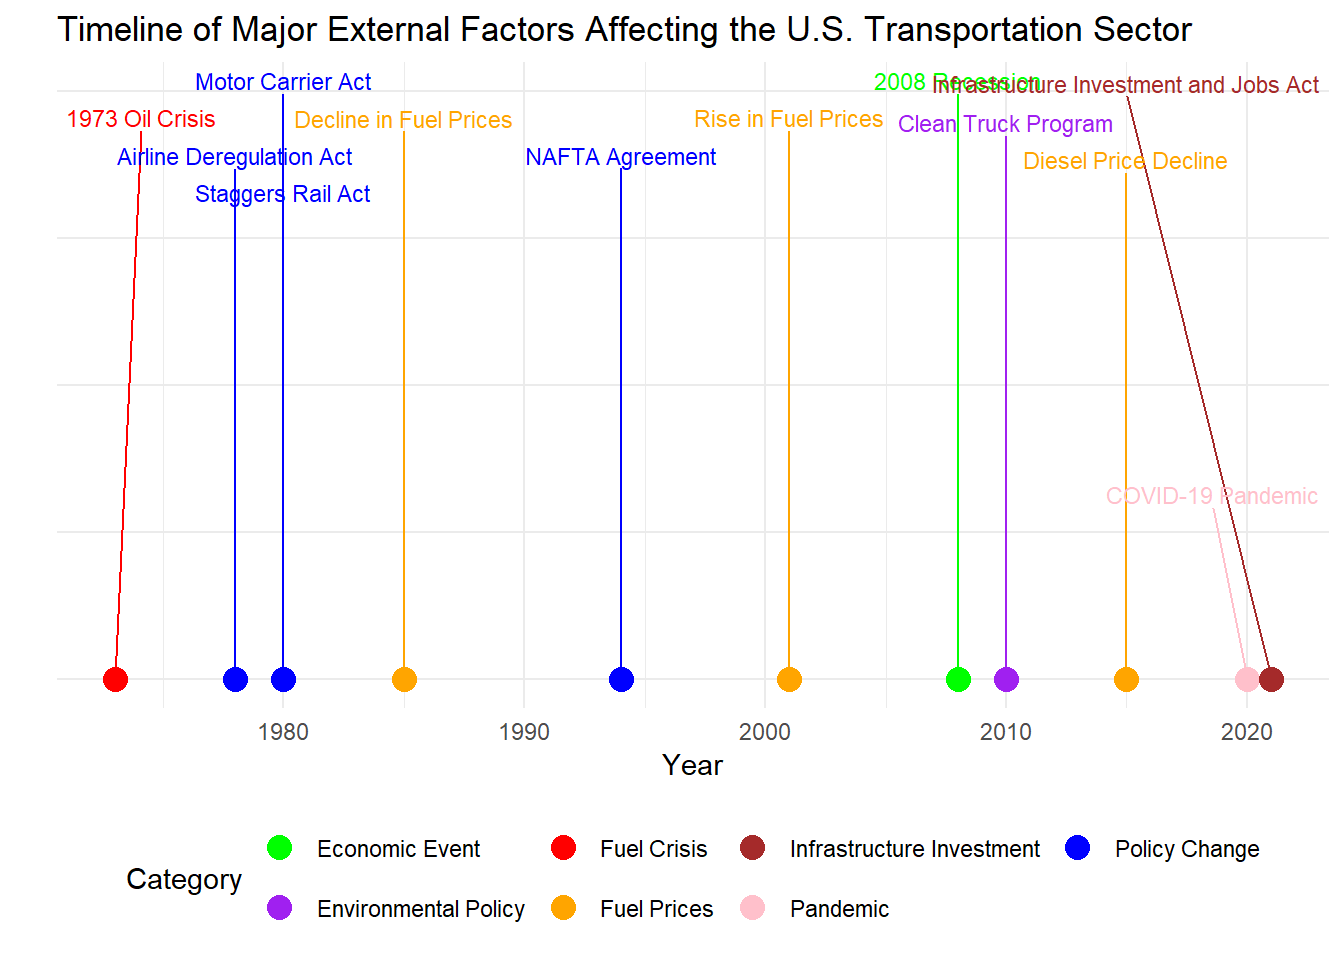 Timeline of Major External Factors Affecting the U.S. Transportation Sector
Motor Carrier Act
2008 Recession
Infrastructure Investment and Jobs Act
1973 Oil Crisis
Decline in Fuel Prices
Rise in Fuel Prices
Clean Truck Program
Airline Deregulation Act
NAFTA Agreement
Diesel Price Decline
Staggers Rail Act
COVID-19 Pandemic
1980 1990 2000 2010 2020
Year
Category
Economic Event
Fuel Crisis
Infrastructure Investment
Policy Change
Environmental Policy
Fuel Prices
Pandemic